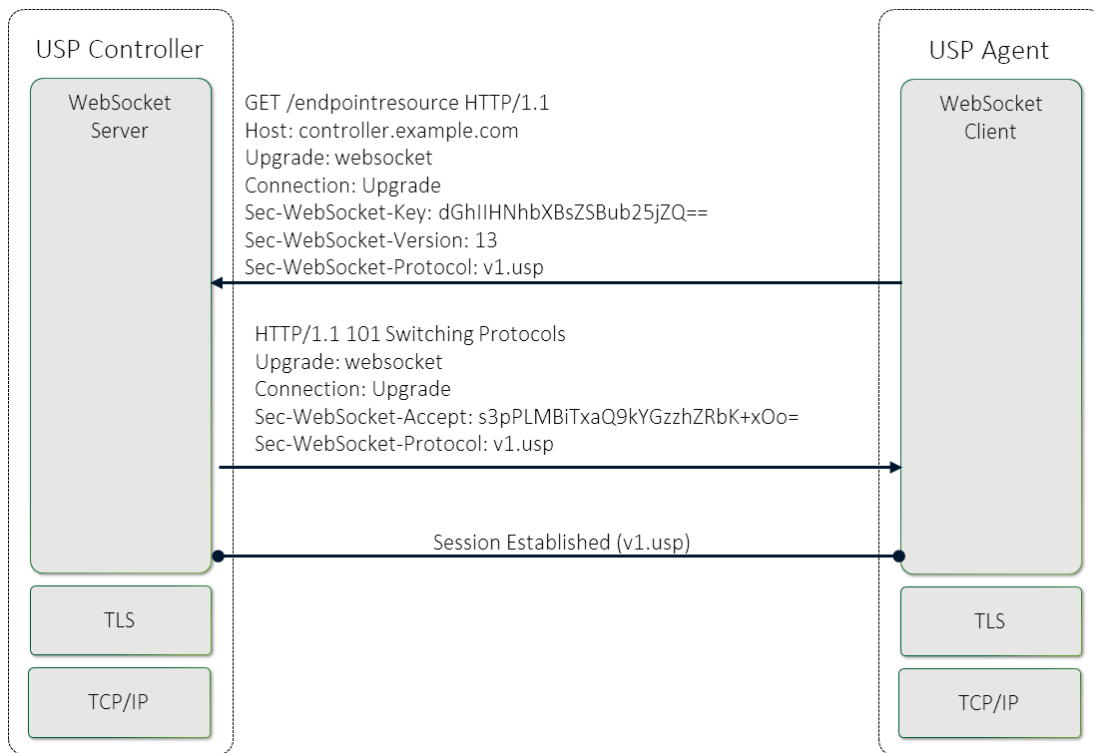 USP Controller
USP Agent
WebSocket
Server
WebSocket
Client
GET /endpointresource HTTP/1.1
Host: controller.example.com
Upgrade: websocket
Connection: Upgrade
Sec-WebSocket-Key: dGhIIHNhbXBsZSBub25jZQ==
Sec-WebSocket-Version: 13
Sec-WebSocket-Protocol: v1.usp
HTTP/1.1 101 Switching Protocols
Upgrade: websocket
Connection: Upgrade
Sec-WebSocket-Accept: s3pPLMBiTxaQ9kYGzzhZRbK+xOo=
Sec-WebSocket-Protocol: v1.usp
Session Established (v1.usp)
TLS
TLS
TCP/IP
TCP/IP